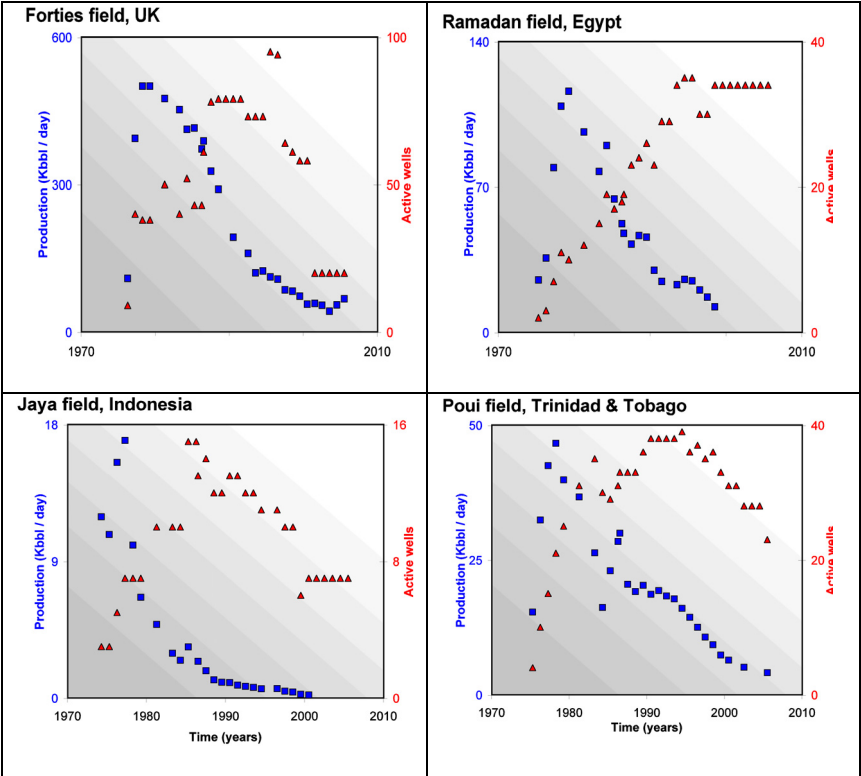 Forties field, UK
600
100
Production (Kbbl / day)
300
50
Active wells
0
0
1970
2010
Ramadan field, Egypt
140
40
Production (Kbbl / day)
70
20
Active wells
0
0
1970
2010
Jaya field, Indonesia
18
16
Production (Kbbl / day)
9
8
Active wells
0
0
1970
1980
1990
2000
2010
Time (years)
Poui field, Trinidad & Tobago
50
40
Production (Kbbl / day)
25
20
Active wells
0
0
1970
1980
1990
2000
2010
Time (years)